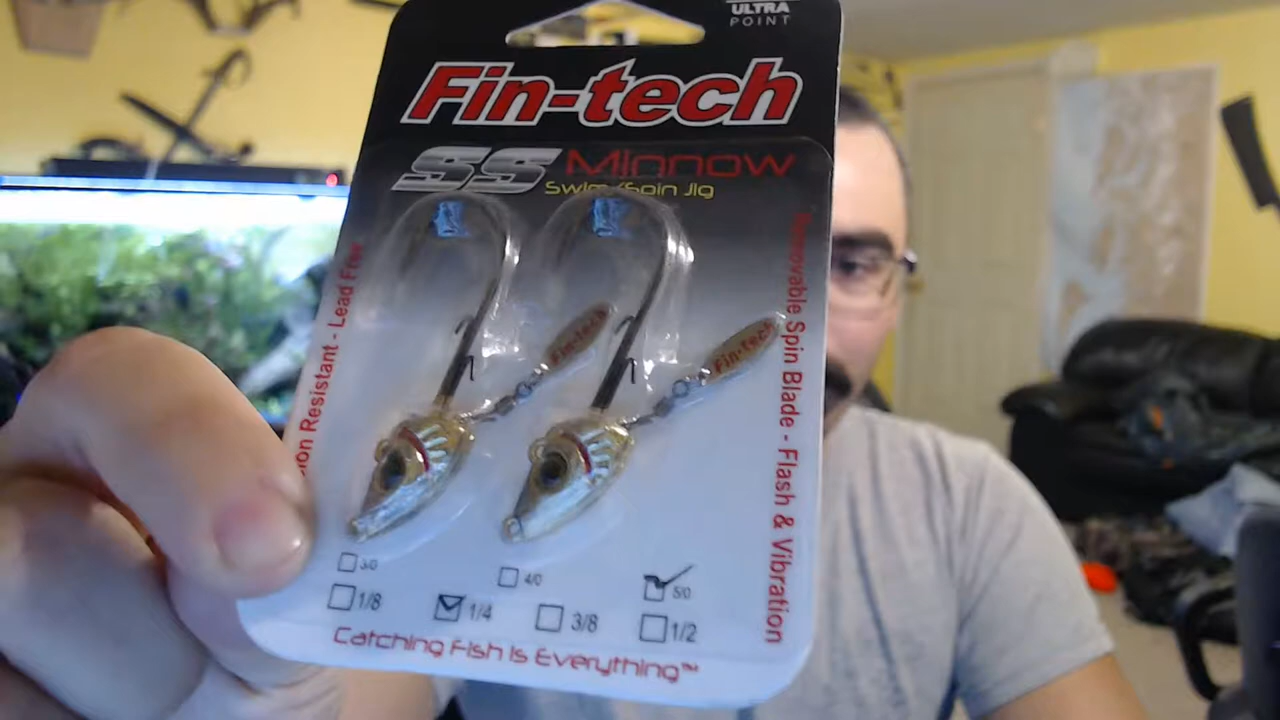 ULTRA
POINT
Fin-tech
SS Minnow
Swim/Spin Jig
Resistant - Lead Free
Removable Spin Blade - Flash & Vibration
Fin-tech
Fin-tech
3/0
4/0
5/0
1/8
1/4
3/8
1/2
Catching Fish Is Everything™